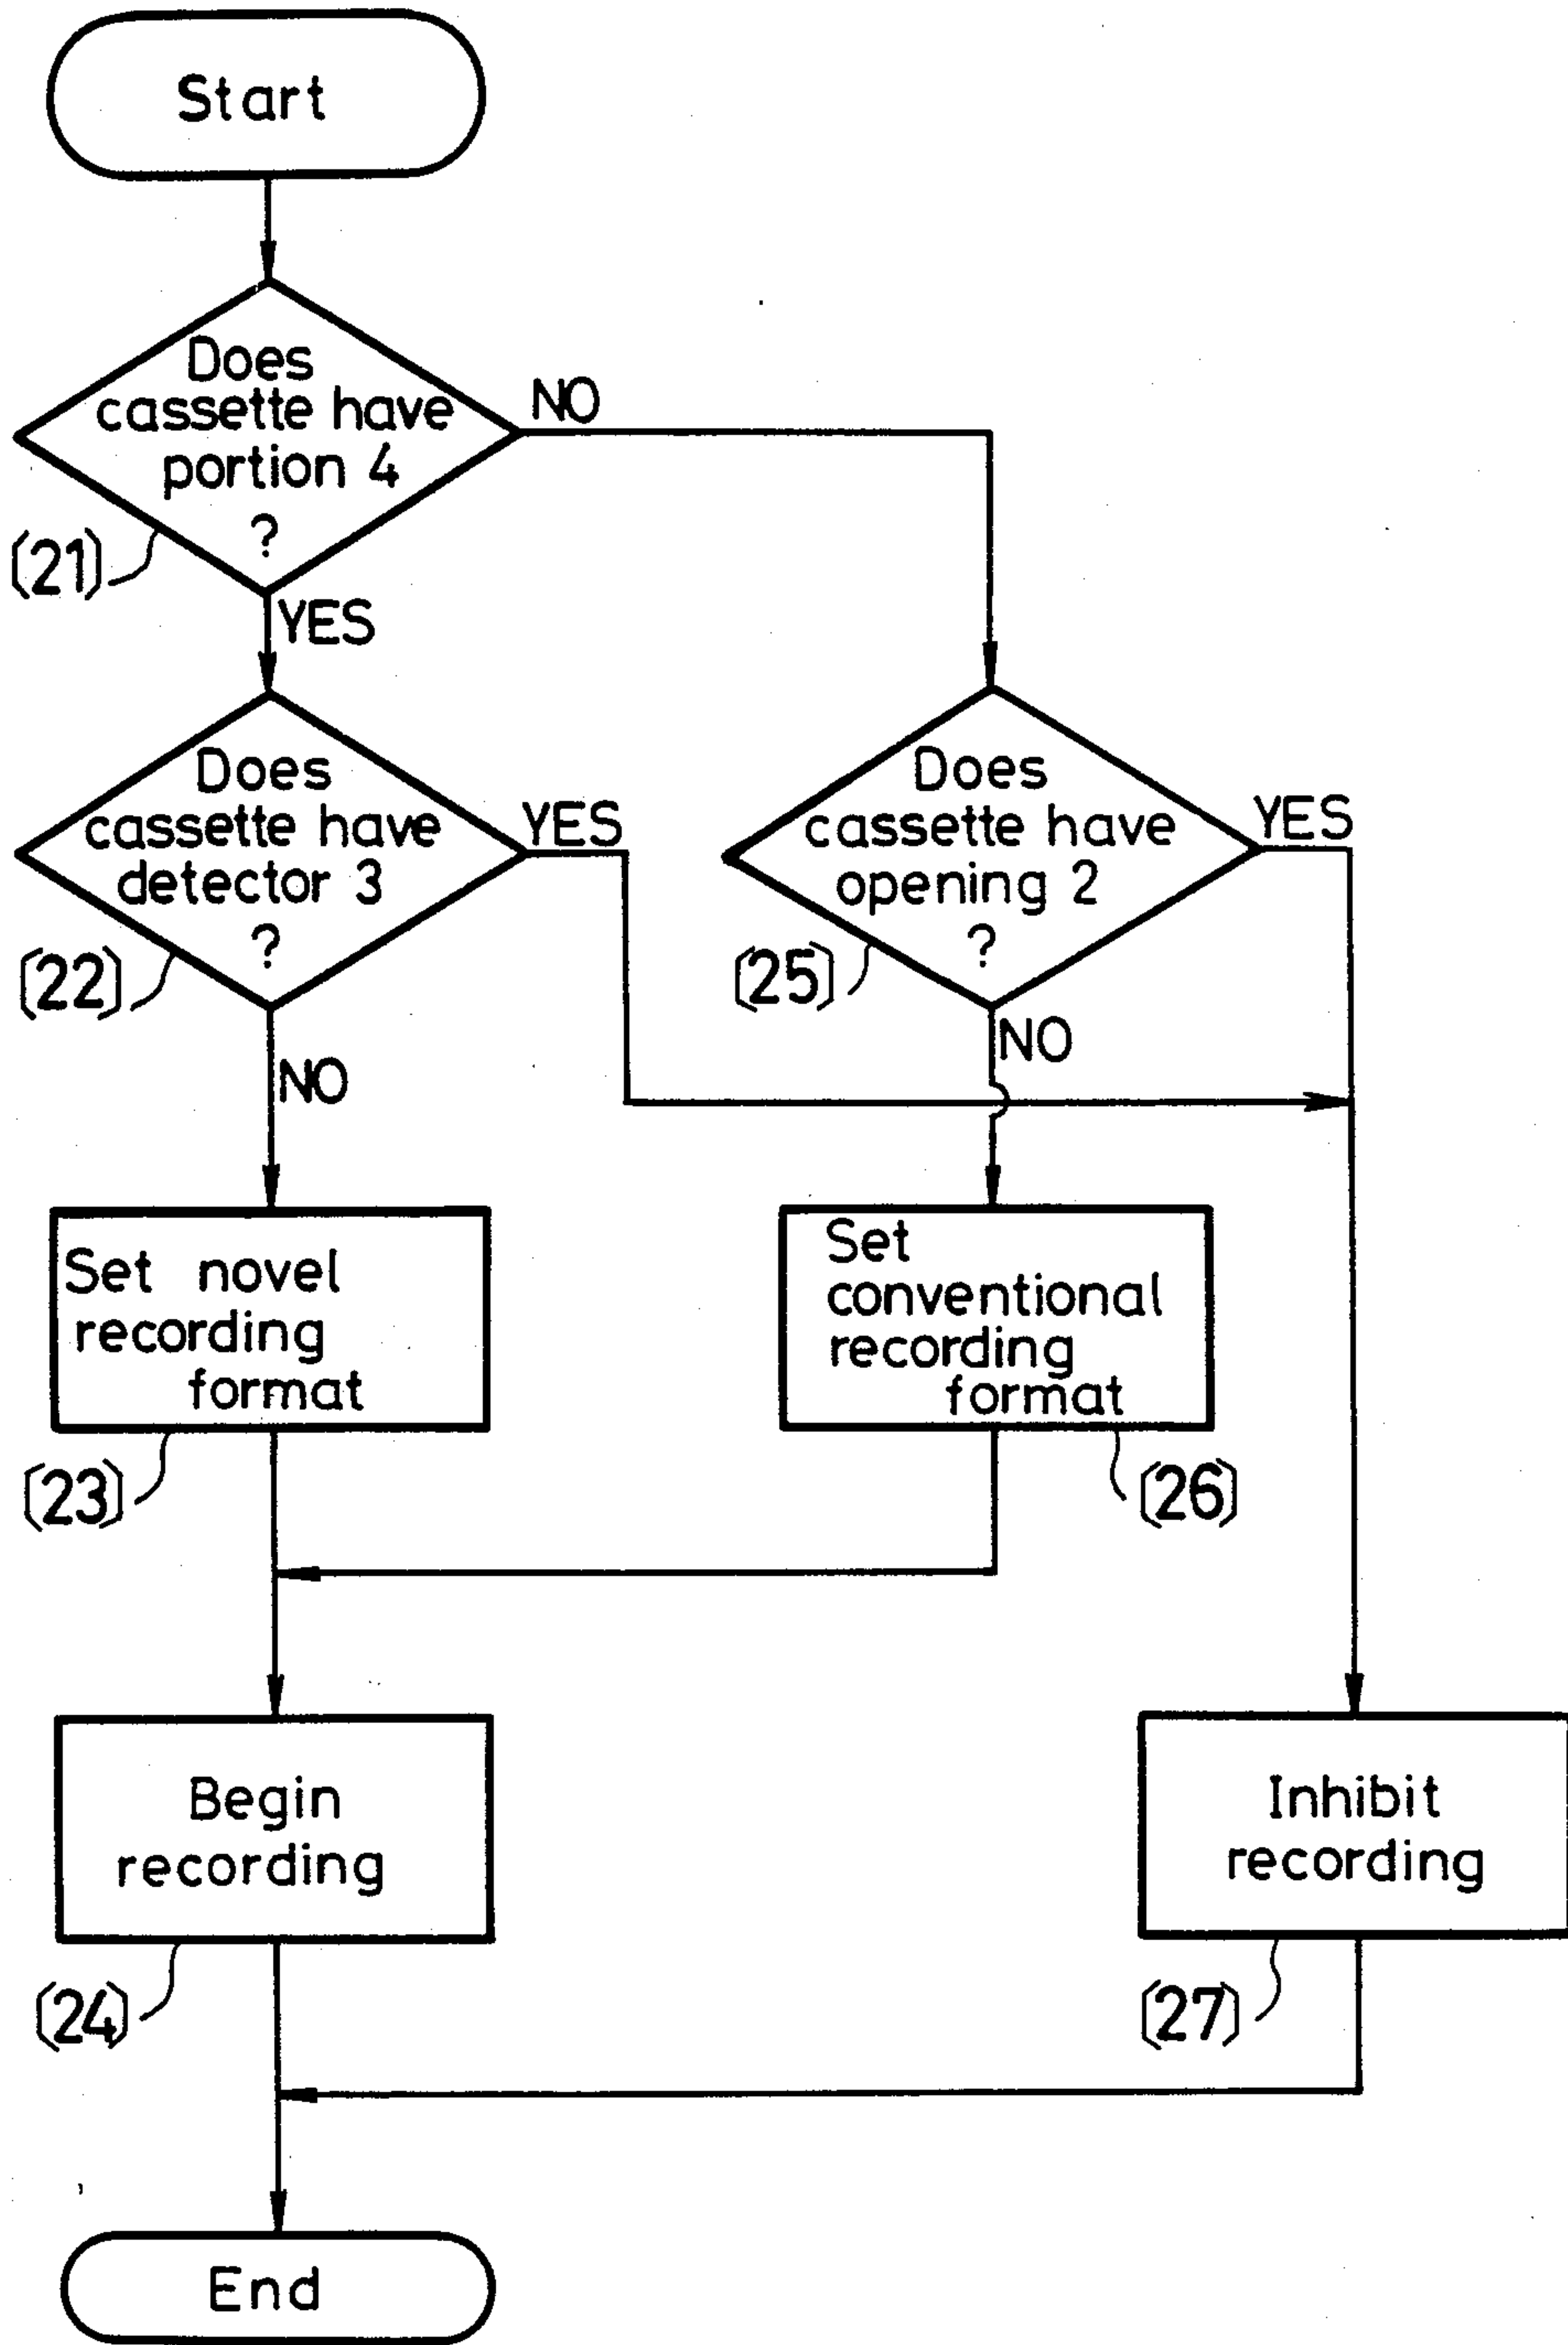 Start
Does
cassette have
portion 4
?
NO
(21)
YES
Does
cassette have
detector 3
?
YES
(22)
NO
Does
cassette have
opening 2
?
YES
(25)
NO
Set novel
recording
format
(23)
Set
conventional
recording
format
(26)
Begin
recording
(24)
Inhibit
recording
(27)
End